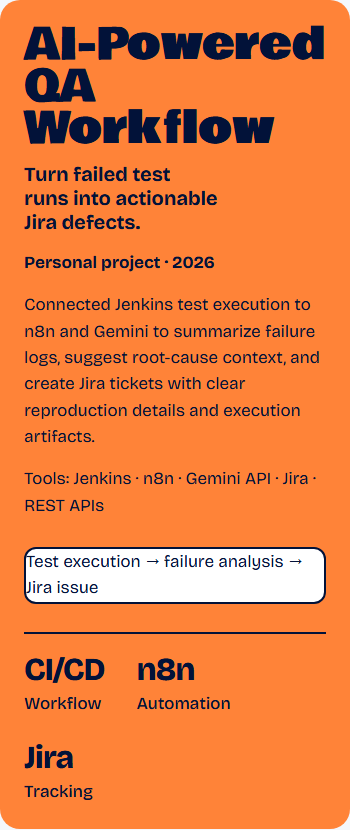 AI-Powered
QA
Workflow
Turn failed test
runs into actionable
Jira defects.
Personal project · 2026
Connected Jenkins test execution to
n8n and Gemini to summarize failure
logs, suggest root-cause context, and
create Jira tickets with clear
reproduction details and execution
artifacts.
Tools: Jenkins · n8n · Gemini API · Jira ·
REST APIs
Test execution → failure analysis →
Jira issue
CI/CD
Workflow
n8n
Automation
Jira
Tracking